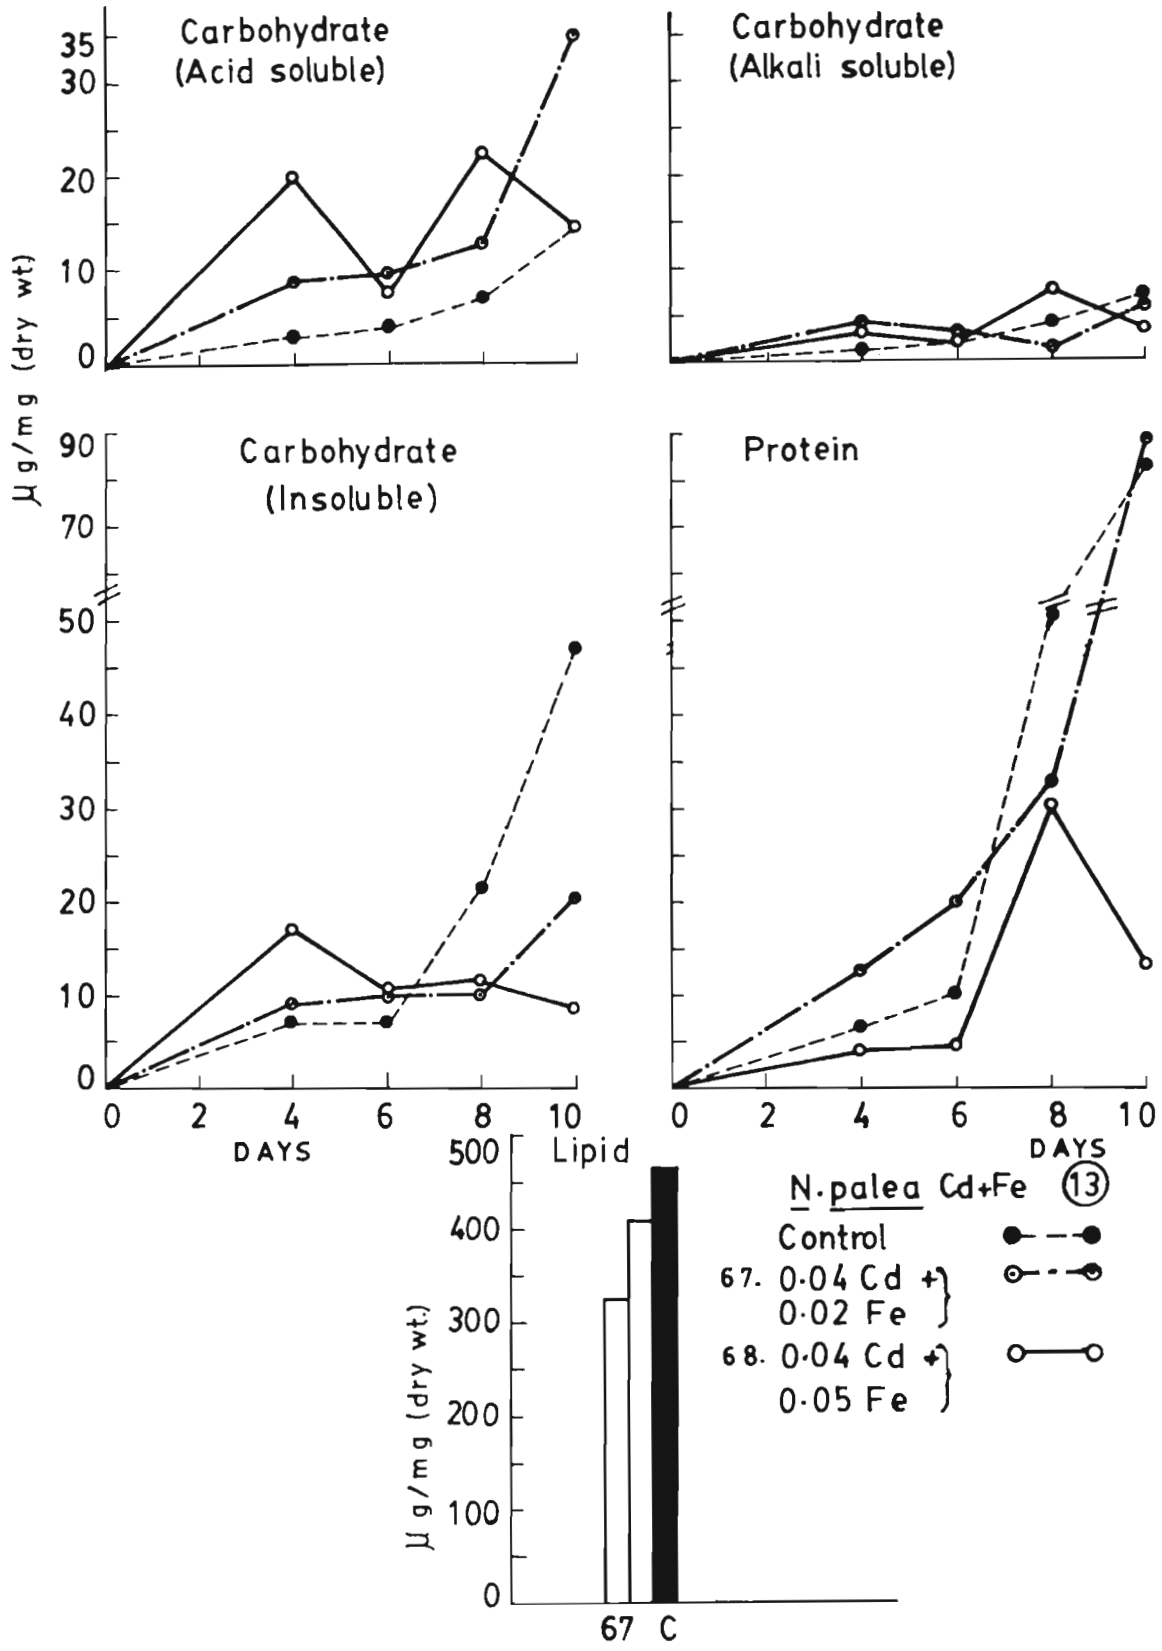 Carbohydrate
(Acid soluble)
35
30
20
10
0
Carbohydrate
(Alkali soluble)
µg/mg (dry wt.)
Carbohydrate
(Insoluble)
90
70
50
40
30
20
10
0
0 2 4 6 8 10
DAYS
Protein
0 2 4 6 8 10
DAYS
Lipid
500
400
300
200
100
0
µg/mg (dry wt.)
67 C
N. palea Cd+Fe 13
Control
67. 0.04 Cd +
0.02 Fe
68. 0.04 Cd +
0.05 Fe